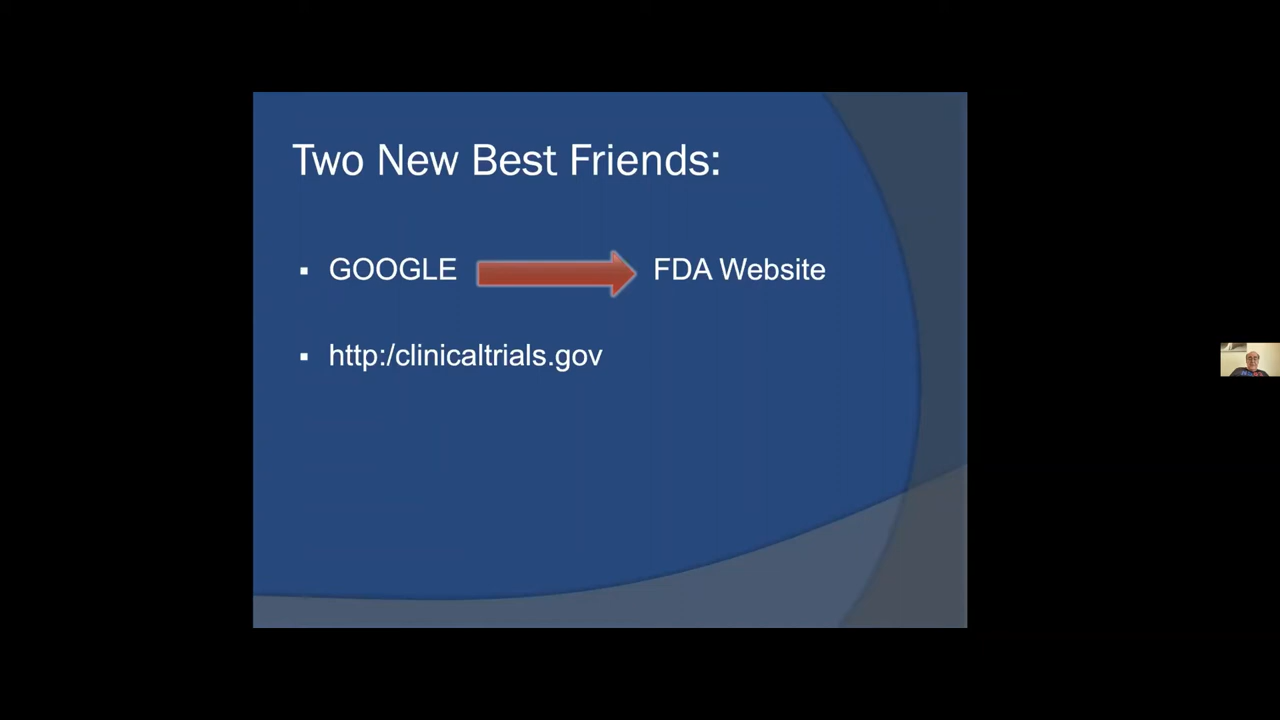 Two New Best Friends:
▪ GOOGLE FDA Website
▪ http:/clinicaltrials.gov